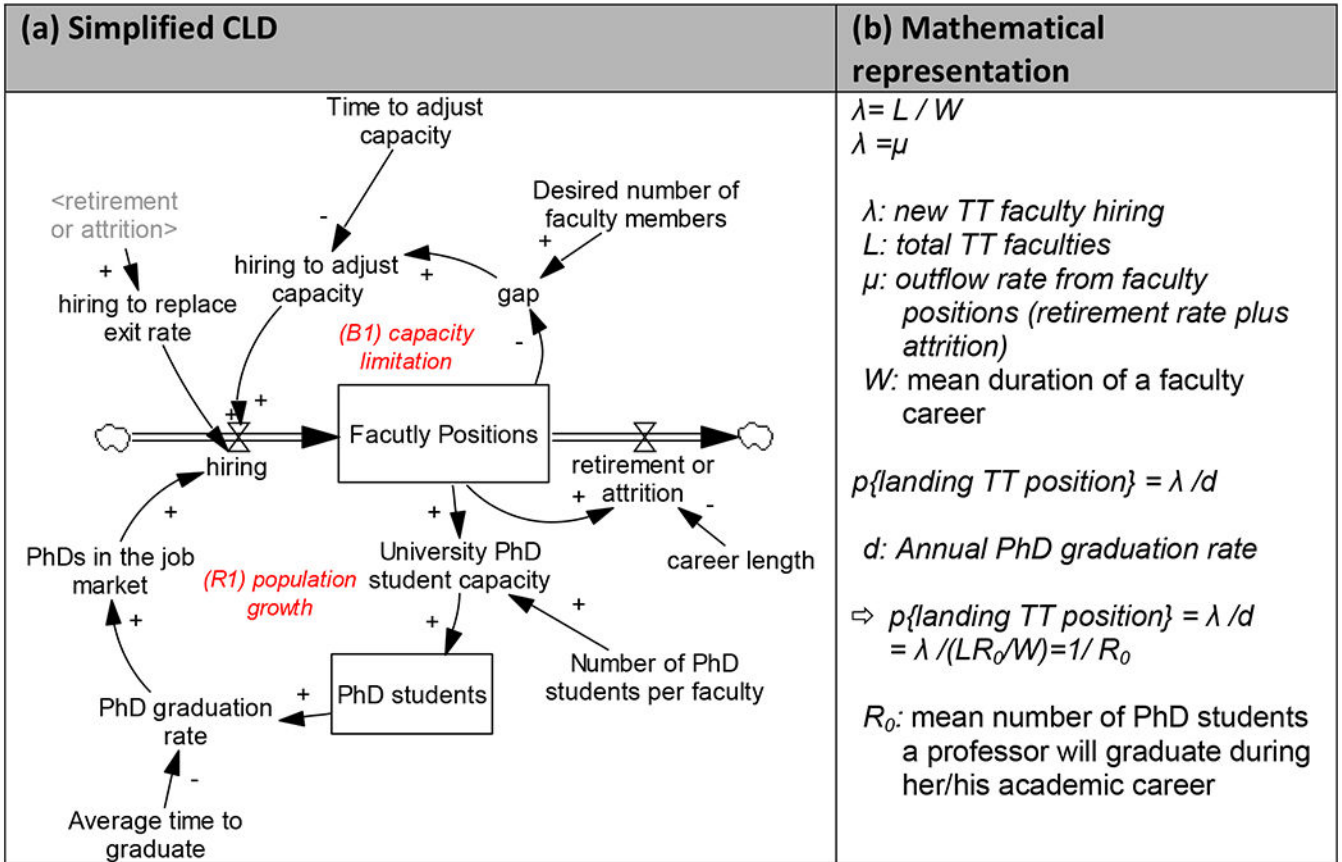 (a) Simplified CLD
Time to adjust
capacity
Desired number of
faculty members
<retirement
or attrition>
-
+
+
hiring to adjust
capacity
+
gap
hiring to replace
exit rate
(B1) capacity
limitation
-
+
+
Facutly Positions
hiring
retirement or
attrition
+
+
+
-
PhDs in the job
market
University PhD
student capacity
career length
(R1) population
growth
+
+
+
Number of PhD
students per faculty
PhD students
+
PhD graduation
rate
-
Average time to
graduate
(b) Mathematical
representation
λ= L / W
λ =μ
λ: new TT faculty hiring
L: total TT faculties
μ: outflow rate from faculty
positions (retirement rate plus
attrition)
W: mean duration of a faculty
career
p{landing TT position} = λ /d
d: Annual PhD graduation rate
⇨ p{landing TT position} = λ /d
= λ /(LR₀/W)=1/ R₀
R₀: mean number of PhD students
a professor will graduate during
her/his academic career